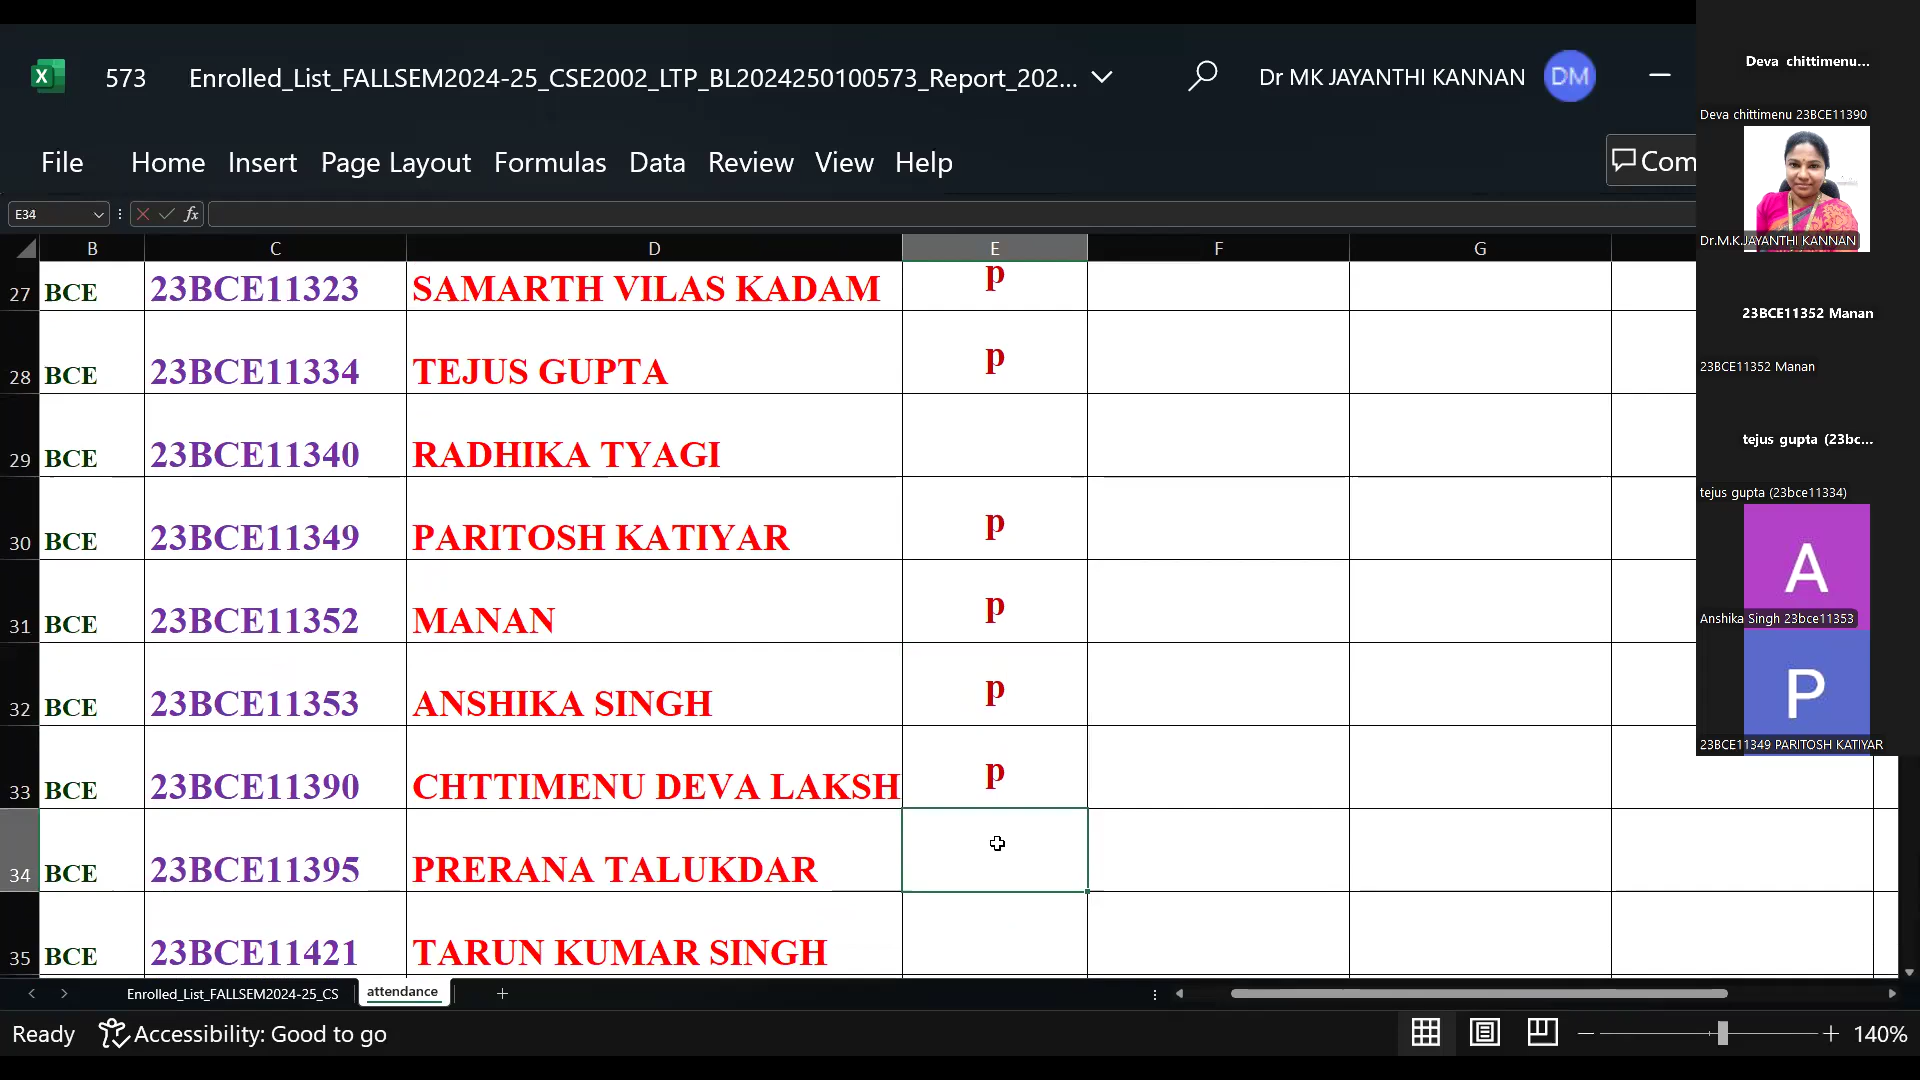 573 Enrolled_List_FALLSEM2024-25_CSE2002_LTP_BL2024250100573_Report_202... Dr MK JAYANTHI KANNAN DM
File Home Insert Page Layout Formulas Data Review View Help Com
E34 fx
B C D E F G
27 BCE 23BCE11323 SAMARTH VILAS KADAM p
28 BCE 23BCE11334 TEJUS GUPTA p
29 BCE 23BCE11340 RADHIKA TYAGI
30 BCE 23BCE11349 PARITOSH KATIYAR p
31 BCE 23BCE11352 MANAN p
32 BCE 23BCE11353 ANSHIKA SINGH p
33 BCE 23BCE11390 CHTTIMENU DEVA LAKSH p
34 BCE 23BCE11395 PRERANA TALUKDAR
35 BCE 23BCE11421 TARUN KUMAR SINGH
Enrolled_List_FALLSEM2024-25_CS attendance
Ready Accessibility: Good to go 140%
Deva chittimenu...
Deva chittimenu 23BCE11390
Dr.M.K.JAYANTHI KANNAN
23BCE11352 Manan
23BCE11352 Manan
tejus gupta (23bc...
tejus gupta (23bce11334)
A
Anshika Singh 23bce11353
P
23BCE11349 PARITOSH KATIYAR